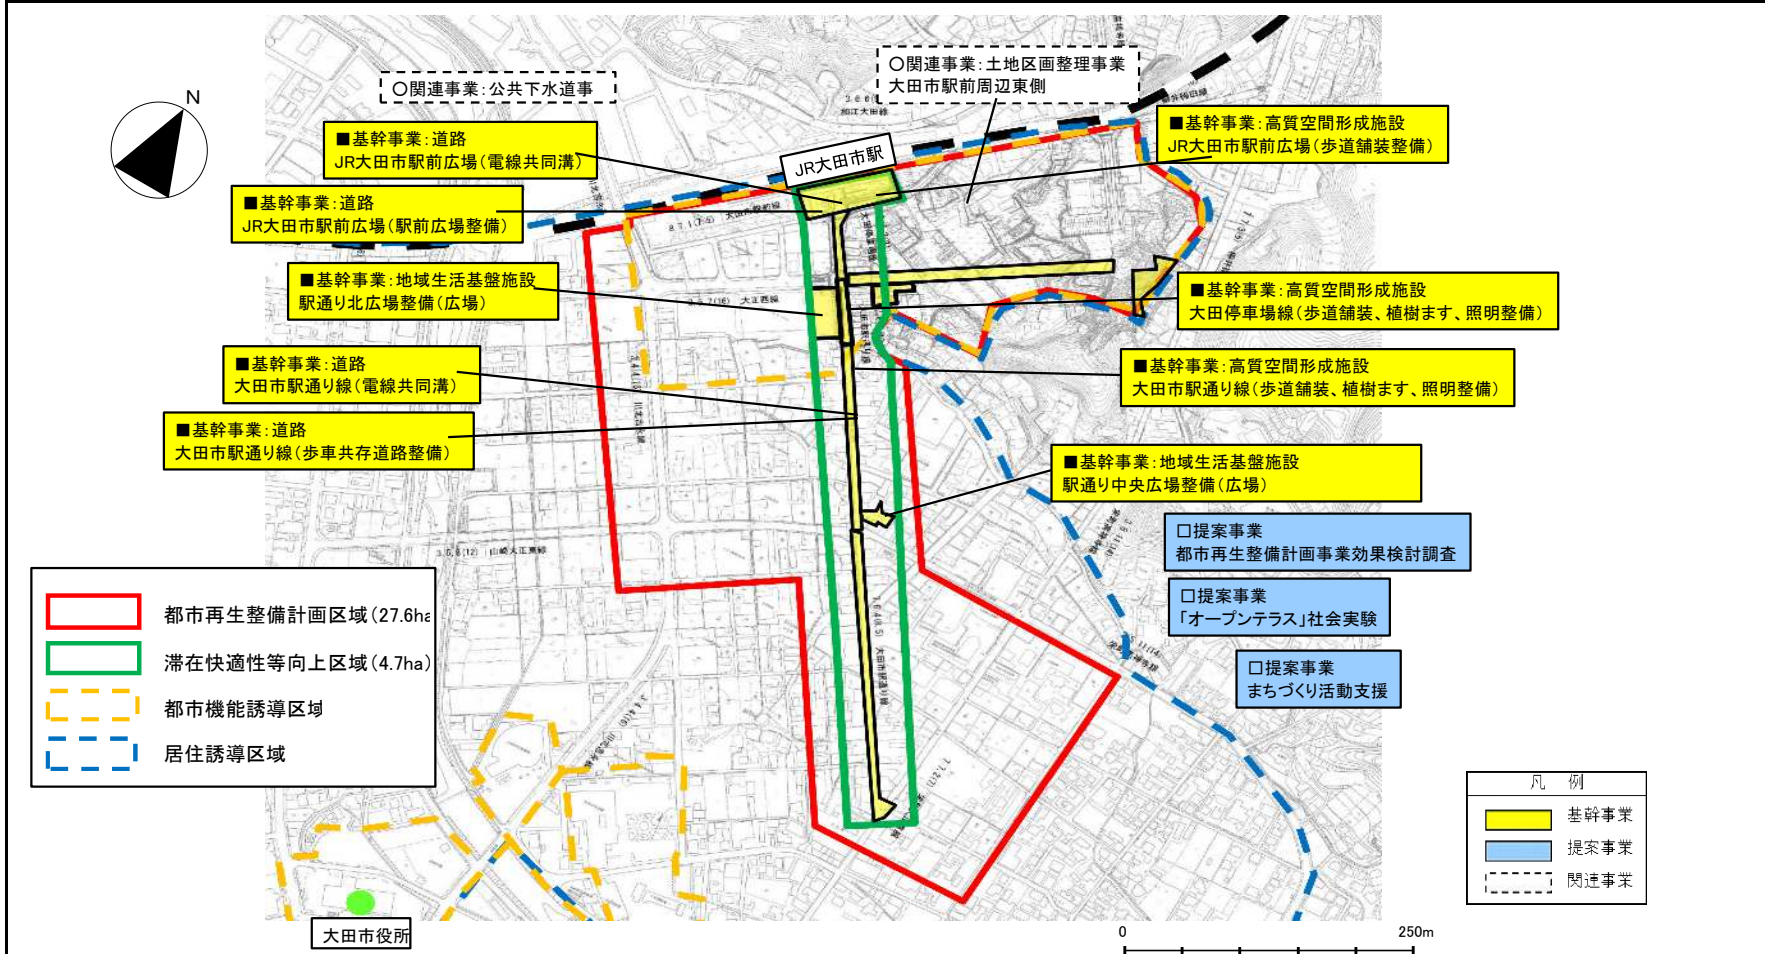 N
〇関連事業：公共下水道事
〇関連事業：土地区画整理事業
大田市駅前周辺東側
■基幹事業：道路
JR大田市駅前広場（電線共同溝）
JR大田市駅
■基幹事業：高質空間形成施設
JR大田市駅前広場（歩道舗装整備）
■基幹事業：道路
JR大田市駅前広場（駅前広場整備）
■基幹事業：地域生活基盤施設
駅通り北広場整備（広場）
■基幹事業：高質空間形成施設
大田停車場線（歩道舗装、植樹ます、照明整備）
■基幹事業：道路
大田市駅通り線（電線共同溝）
■基幹事業：高質空間形成施設
大田市駅通り線（歩道舗装、植樹ます、照明整備）
■基幹事業：道路
大田市駅通り線（歩車共存道路整備）
■基幹事業：地域生活基盤施設
駅通り中央広場整備（広場）
3.5.6(12) 山崎大正東線
□提案事業
都市再生整備計画事業効果検討調査
□提案事業
「オープンテラス」社会実験
□提案事業
まちづくり活動支援
都市再生整備計画区域（27.6ha
滞在快適性等向上区域（4.7ha）
都市機能誘導区域
居住誘導区域
凡 例
基幹事業
提案事業
関連事業
大田市役所
0
250m